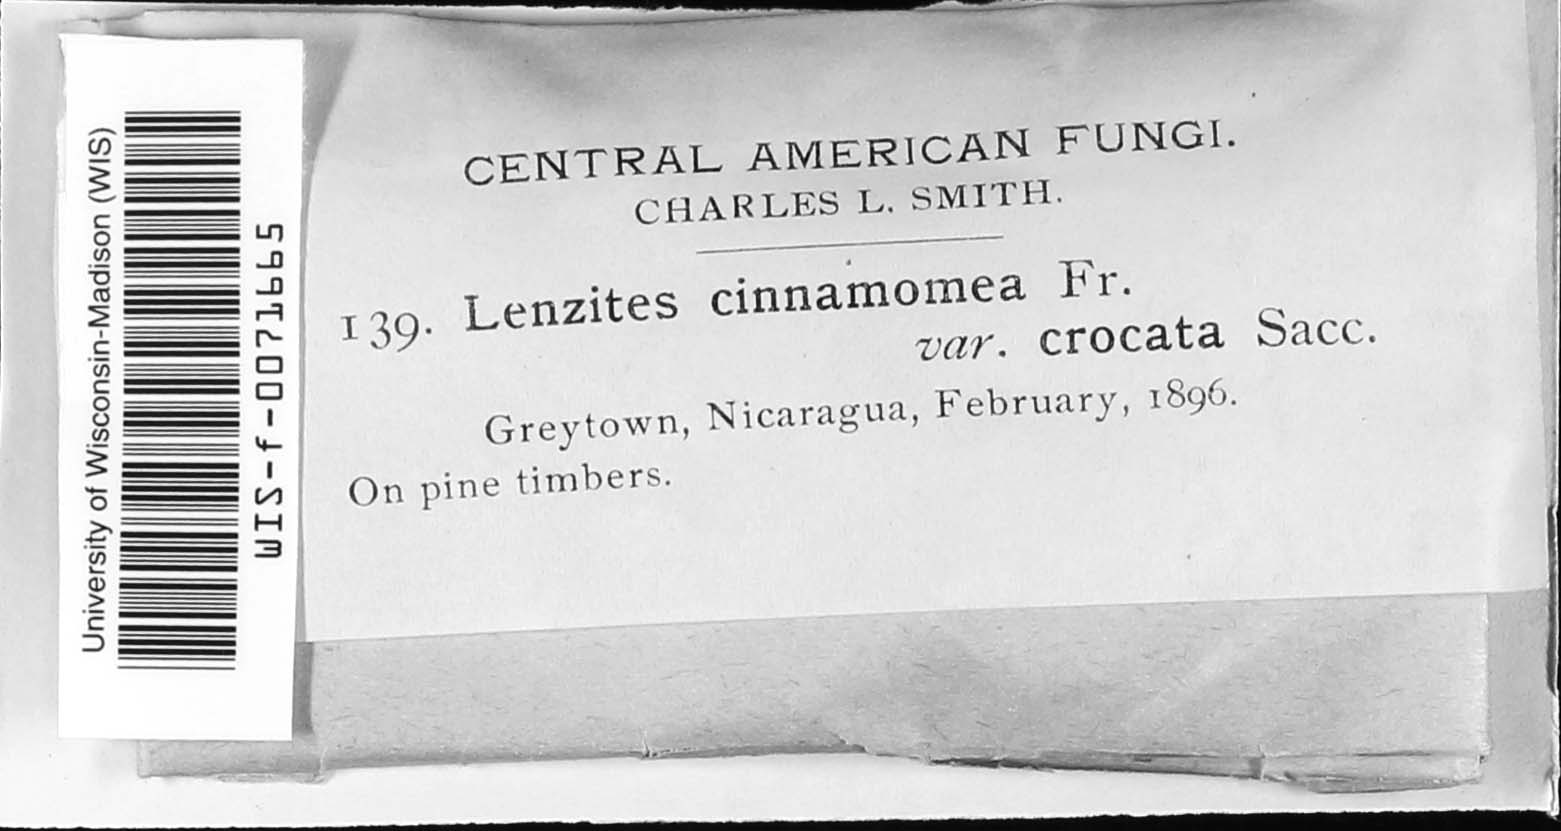 CENTRAL AMERICAN FUNGI.
CHARLES L. SMITH.
139. Lenzites cinnamomea Fr.
var. crocata Sacc.
Greytown, Nicaragua, February, 1896.
On pine timbers.
University of Wisconsin-Madison (WIS)
WIS-f-0071665